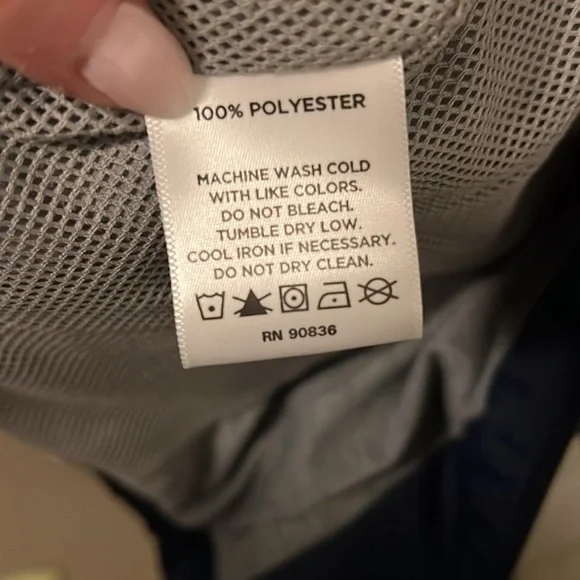 100% POLYESTER
MACHINE WASH COLD
WITH LIKE COLORS.
DO NOT BLEACH.
TUMBLE DRY LOW.
COOL IRON IF NECESSARY.
DO NOT DRY CLEAN.
RN 90836